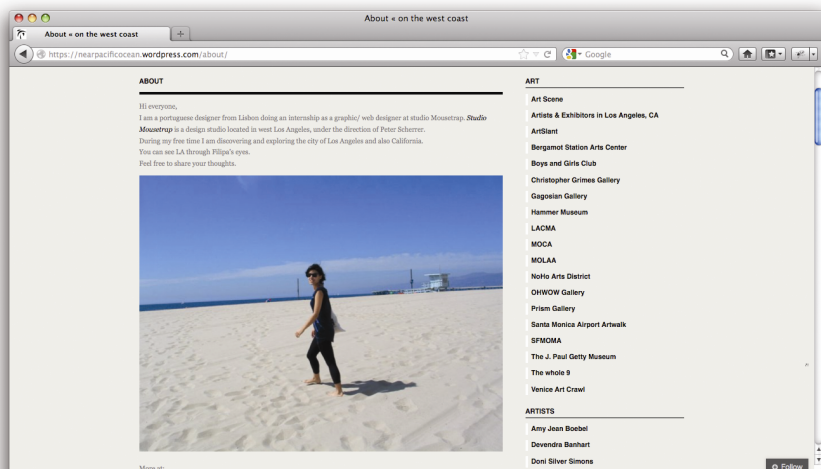 About « on the west coast
About « on the west coast
https://nearpacificocean.wordpress.com/about/
Google
ABOUT
Hi everyone,
I am a portuguese designer from Lisbon doing an internship as a graphic/ web designer at studio Mousetrap. Studio
Mousetrap is a design studio located in west Los Angeles, under the direction of Peter Scherrer.
During my free time I am discovering and exploring the city of Los Angeles and also California.
You can see LA through Filipa's eyes.
Feel free to share your thoughts.
More at:
ART
Art Scene
Artists & Exhibitors in Los Angeles, CA
ArtSlant
Bergamot Station Arts Center
Boys and Girls Club
Christopher Grimes Gallery
Gagosian Gallery
Hammer Museum
LACMA
MOCA
MOLAA
NoHo Arts District
OHWOW Gallery
Prism Gallery
Santa Monica Airport Artwalk
SFMOMA
The J. Paul Getty Museum
The whole 9
Venice Art Crawl
ARTISTS
Amy Jean Boebel
Devendra Banhart
Doni Silver Simons
Follow